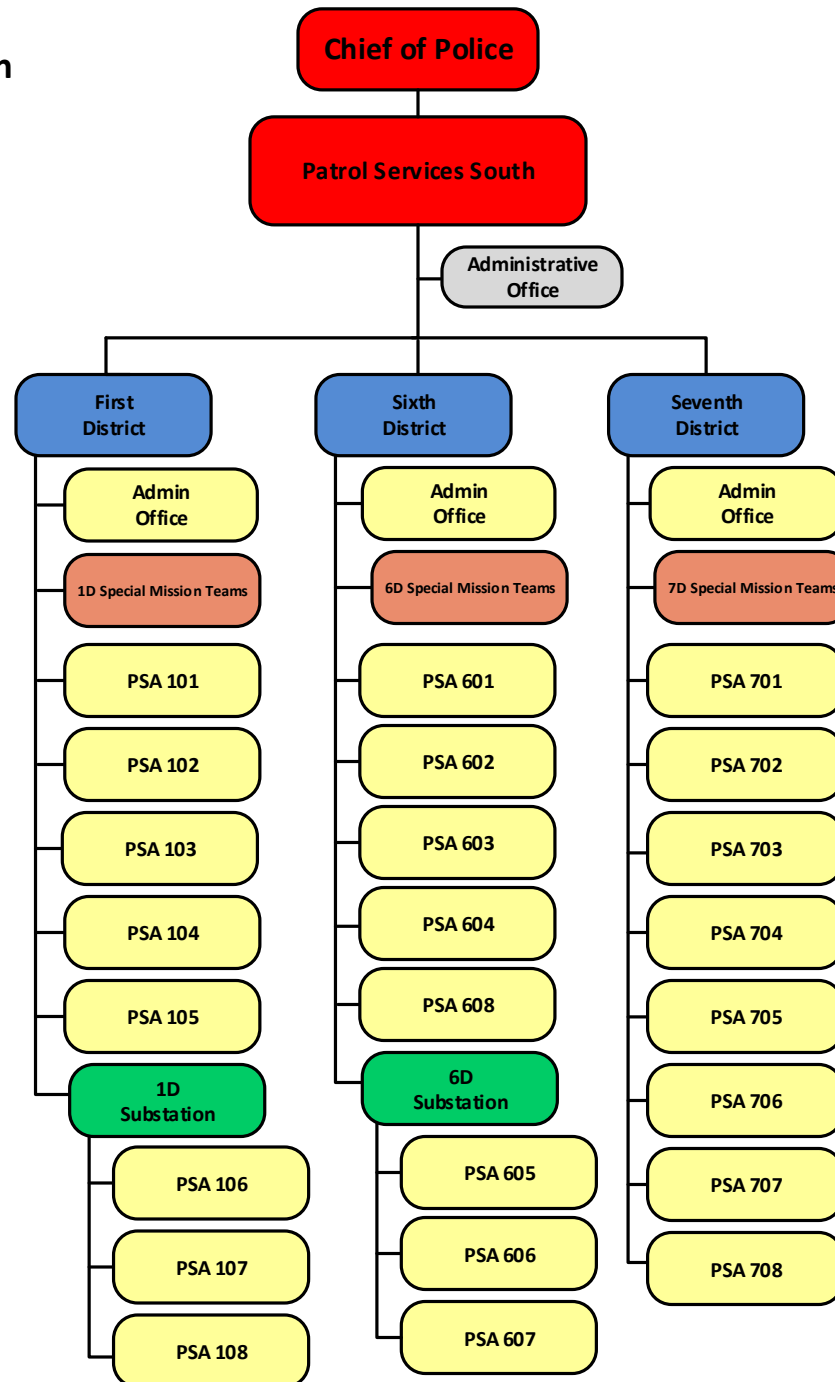 Chief of Police
Patrol Services South
Administrative
Office
First
District
Admin
Office
1D Special Mission Teams
PSA 101
PSA 102
PSA 103
PSA 104
PSA 105
1D
Substation
PSA 106
PSA 107
PSA 108
Sixth
District
Admin
Office
6D Special Mission Teams
PSA 601
PSA 602
PSA 603
PSA 604
PSA 608
6D
Substation
PSA 605
PSA 606
PSA 607
Seventh
District
Admin
Office
7D Special Mission Teams
PSA 701
PSA 702
PSA 703
PSA 704
PSA 705
PSA 706
PSA 707
PSA 708